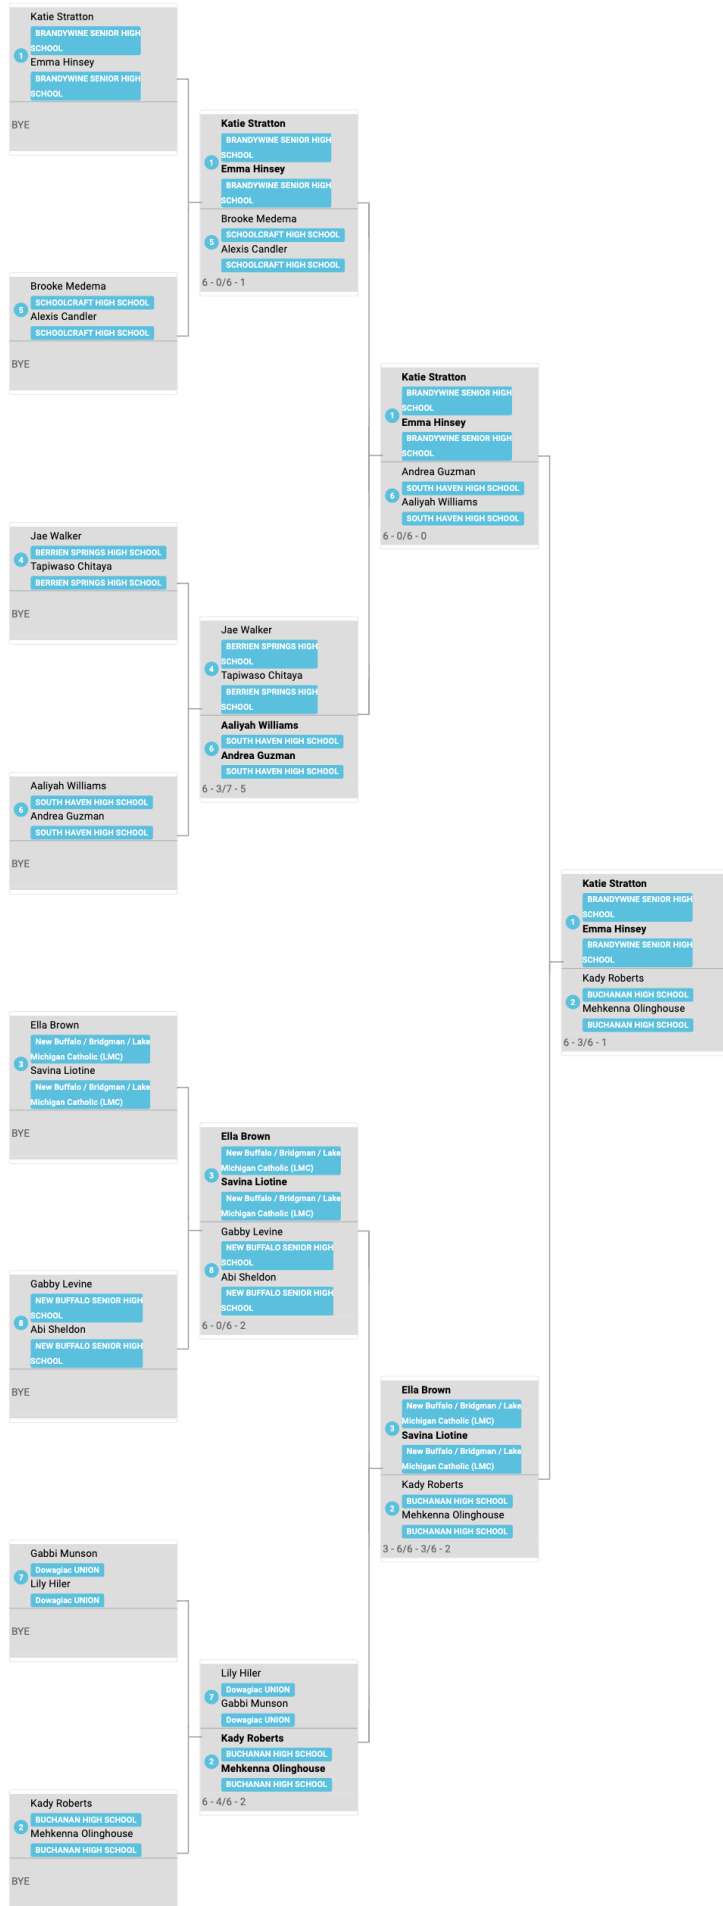 Katie Stratton
BRANDYWINE SENIOR HIGH
SCHOOL
1
Emma Hinsey
BRANDYWINE SENIOR HIGH
SCHOOL
BYE
Brooke Medema
SCHOOLCRAFT HIGH SCHOOL
5
Alexis Candler
SCHOOLCRAFT HIGH SCHOOL
BYE
Jae Walker
BERRIEN SPRINGS HIGH SCHOOL
4
Tapiwaso Chitaya
BERRIEN SPRINGS HIGH SCHOOL
BYE
Aaliyah Williams
SOUTH HAVEN HIGH SCHOOL
6
Andrea Guzman
SOUTH HAVEN HIGH SCHOOL
BYE
Ella Brown
New Buffalo / Bridgman / Lake
Michigan Catholic (LMC)
3
Savina Liotine
New Buffalo / Bridgman / Lake
Michigan Catholic (LMC)
BYE
Gabby Levine
NEW BUFFALO SENIOR HIGH
SCHOOL
8
Abi Sheldon
NEW BUFFALO SENIOR HIGH
SCHOOL
BYE
Gabbi Munson
Dowagiac UNION
7
Lily Hiler
Dowagiac UNION
BYE
Kady Roberts
BUCHANAN HIGH SCHOOL
2
Mehkenna Olinghouse
BUCHANAN HIGH SCHOOL
BYE
Katie Stratton
BRANDYWINE SENIOR HIGH
SCHOOL
1
Emma Hinsey
BRANDYWINE SENIOR HIGH
SCHOOL
Brooke Medema
SCHOOLCRAFT HIGH SCHOOL
5
Alexis Candler
SCHOOLCRAFT HIGH SCHOOL
6 - 0/6 - 1
Jae Walker
BERRIEN SPRINGS HIGH
SCHOOL
4
Tapiwaso Chitaya
BERRIEN SPRINGS HIGH
SCHOOL
Aaliyah Williams
SOUTH HAVEN HIGH SCHOOL
6
Andrea Guzman
SOUTH HAVEN HIGH SCHOOL
6 - 3/7 - 5
Ella Brown
New Buffalo / Bridgman / Lake
Michigan Catholic (LMC)
3
Savina Liotine
New Buffalo / Bridgman / Lake
Michigan Catholic (LMC)
Gabby Levine
NEW BUFFALO SENIOR HIGH
SCHOOL
8
Abi Sheldon
NEW BUFFALO SENIOR HIGH
SCHOOL
6 - 0/6 - 2
Lily Hiler
Dowagiac UNION
7
Gabbi Munson
Dowagiac UNION
Kady Roberts
BUCHANAN HIGH SCHOOL
2
Mehkenna Olinghouse
BUCHANAN HIGH SCHOOL
6 - 4/6 - 2
Katie Stratton
BRANDYWINE SENIOR HIGH
SCHOOL
1
Emma Hinsey
BRANDYWINE SENIOR HIGH
SCHOOL
Andrea Guzman
SOUTH HAVEN HIGH SCHOOL
6
Aaliyah Williams
SOUTH HAVEN HIGH SCHOOL
6 - 0/6 - 0
Ella Brown
New Buffalo / Bridgman / Lake
Michigan Catholic (LMC)
3
Savina Liotine
New Buffalo / Bridgman / Lake
Michigan Catholic (LMC)
Kady Roberts
BUCHANAN HIGH SCHOOL
2
Mehkenna Olinghouse
BUCHANAN HIGH SCHOOL
3 - 6/6 - 3/6 - 2
Katie Stratton
BRANDYWINE SENIOR HIGH
SCHOOL
1
Emma Hinsey
BRANDYWINE SENIOR HIGH
SCHOOL
Kady Roberts
BUCHANAN HIGH SCHOOL
2
Mehkenna Olinghouse
BUCHANAN HIGH SCHOOL
6 - 3/6 - 1